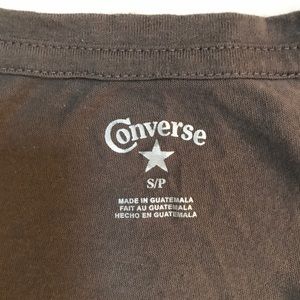 Converse
S/P
MADE IN GUATEMALA
FAIT AU GUATEMALA
HECHO EN GUATEMALA